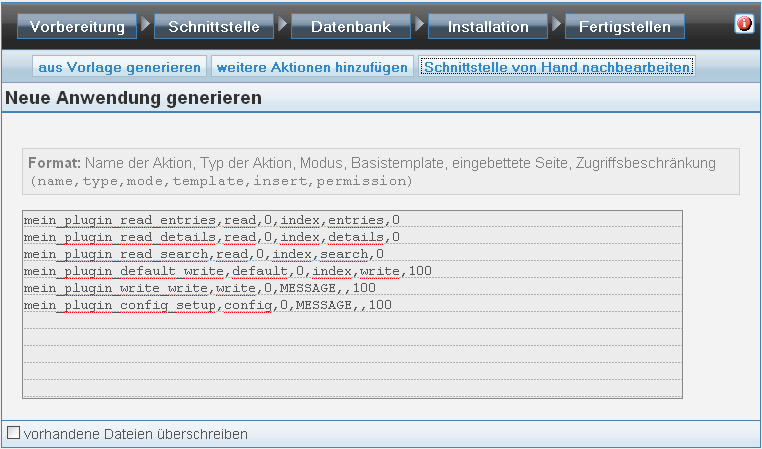 Vorbereitung Schnittstelle Datenbank Installation Fertigstellen
aus Vorlage generieren weitere Aktionen hinzufügen Schnittstelle von Hand nachbearbeiten
Neue Anwendung generieren
Format: Name der Aktion, Typ der Aktion, Modus, Basistemplate, eingebettete Seite, Zugriffsbeschränkung
(name,type,mode,template,insert,permission)
mein_plugin_read_entries,read,0,index,entries,0
mein_plugin_read_details,read,0,index,details,0
mein_plugin_read_search,read,0,index,search,0
mein_plugin_default_write,default,0,index,write,100
mein_plugin_write_write,write,0,MESSAGE,,100
mein_plugin_config_setup,config,0,MESSAGE,,100
vorhandene Dateien überschreiben